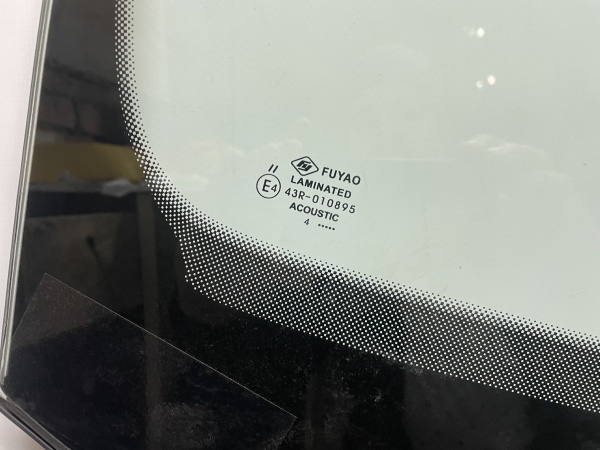 FUYAO
LAMINATED
II
E4 43R-010895
ACOUSTIC
4 •••••